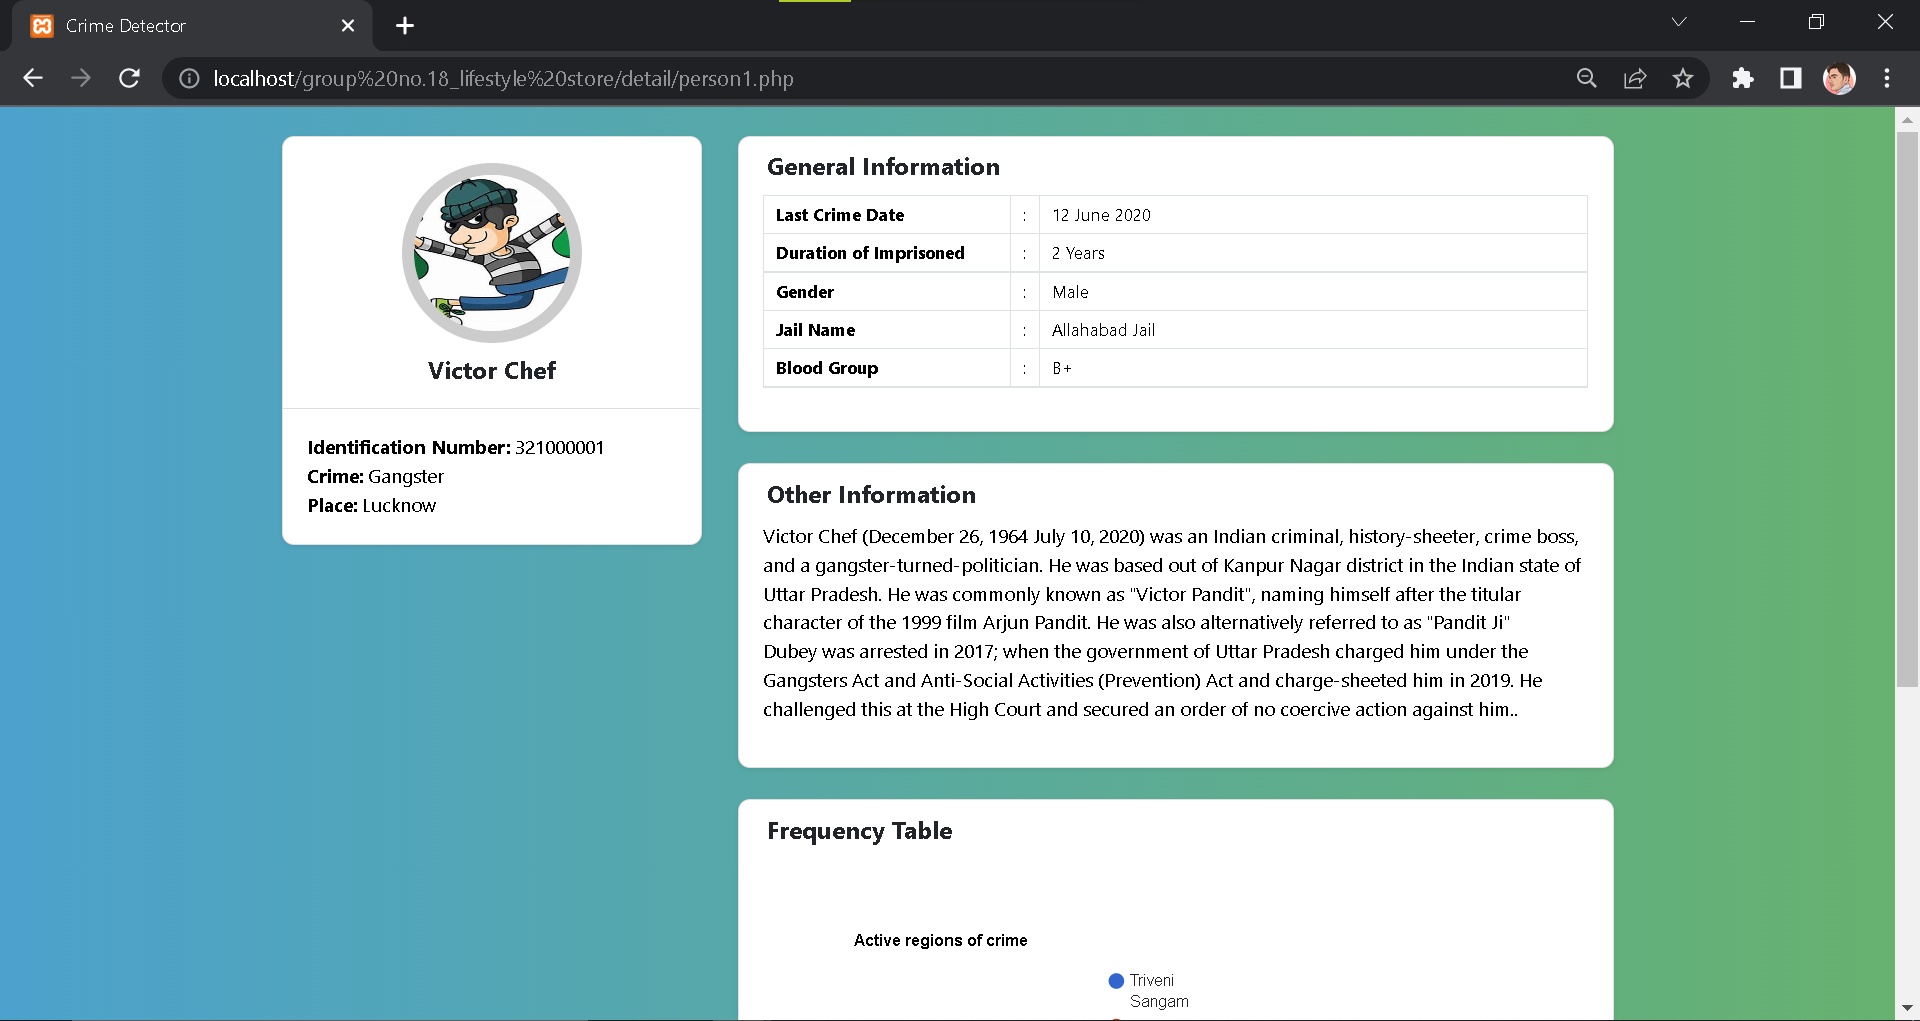 Crime Detector
localhost/group%20no.18_lifestyle%20store/detail/person1.php
Victor Chef
Identification Number: 321000001
Crime: Gangster
Place: Lucknow
General Information
Last Crime Date : 12 June 2020
Duration of Imprisoned : 2 Years
Gender : Male
Jail Name : Allahabad Jail
Blood Group : B+
Other Information
Victor Chef (December 26, 1964 July 10, 2020) was an Indian criminal, history-sheeter, crime boss,
and a gangster-turned-politician. He was based out of Kanpur Nagar district in the Indian state of
Uttar Pradesh. He was commonly known as "Victor Pandit", naming himself after the titular
character of the 1999 film Arjun Pandit. He was also alternatively referred to as "Pandit Ji"
Dubey was arrested in 2017; when the government of Uttar Pradesh charged him under the
Gangsters Act and Anti-Social Activities (Prevention) Act and charge-sheeted him in 2019. He
challenged this at the High Court and secured an order of no coercive action against him..
Frequency Table
Active regions of crime
Triveni
Sangam